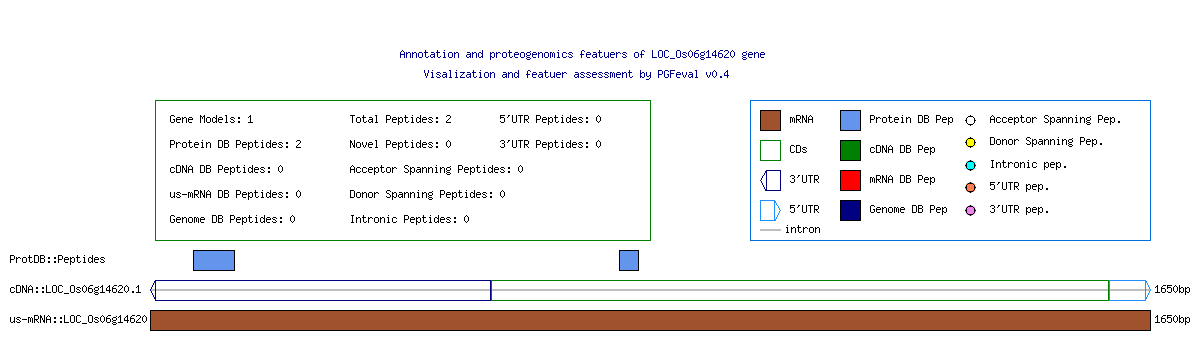 Annotation and proteogenomics featuers of LOC_Os06g14620 gene
Visalization and featuer assessment by PGFeval v0.4
Gene Models: 1 Total Peptides: 2 5'UTR Peptides: 0
Protein DB Peptides: 2 Novel Peptides: 0 3'UTR Peptides: 0
cDNA DB Peptides: 0 Acceptor Spanning Peptides: 0
us-mRNA DB Peptides: 0 Donor Spanning Peptides: 0
Genome DB Peptides: 0 Intronic Peptides: 0
mRNA Protein DB Pep Acceptor Spanning Pep.
CDs cDNA DB Pep Donor Spanning Pep.
3'UTR mRNA DB Pep Intronic pep.
5'UTR Genome DB Pep 5'UTR pep.
intron 3'UTR pep.
ProtDB::Peptides
cDNA::LOC_Os06g14620.1 1650bp
us-mRNA::LOC_Os06g14620 1650bp